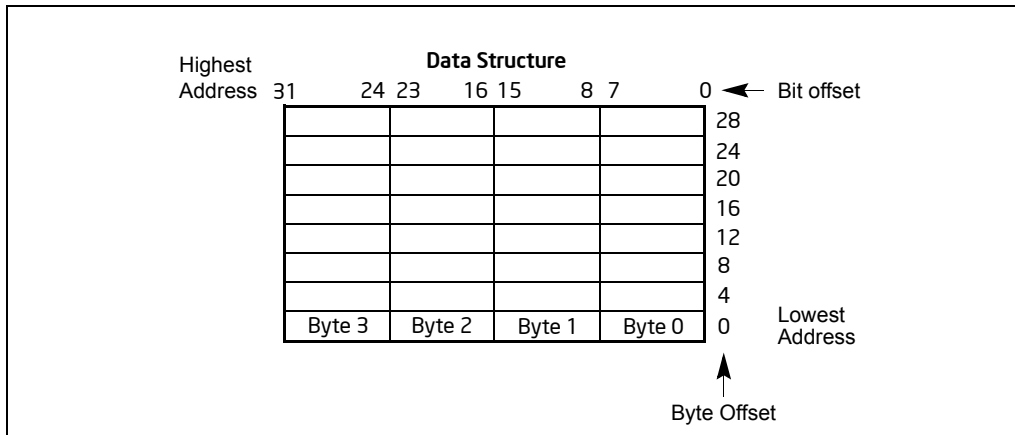 Data Structure
Highest
Address
31 24 23 16 15 8 7 0
Bit offset
28
24
20
16
12
8
4
Byte 3 Byte 2 Byte 1 Byte 0 0
Lowest
Address
Byte Offset